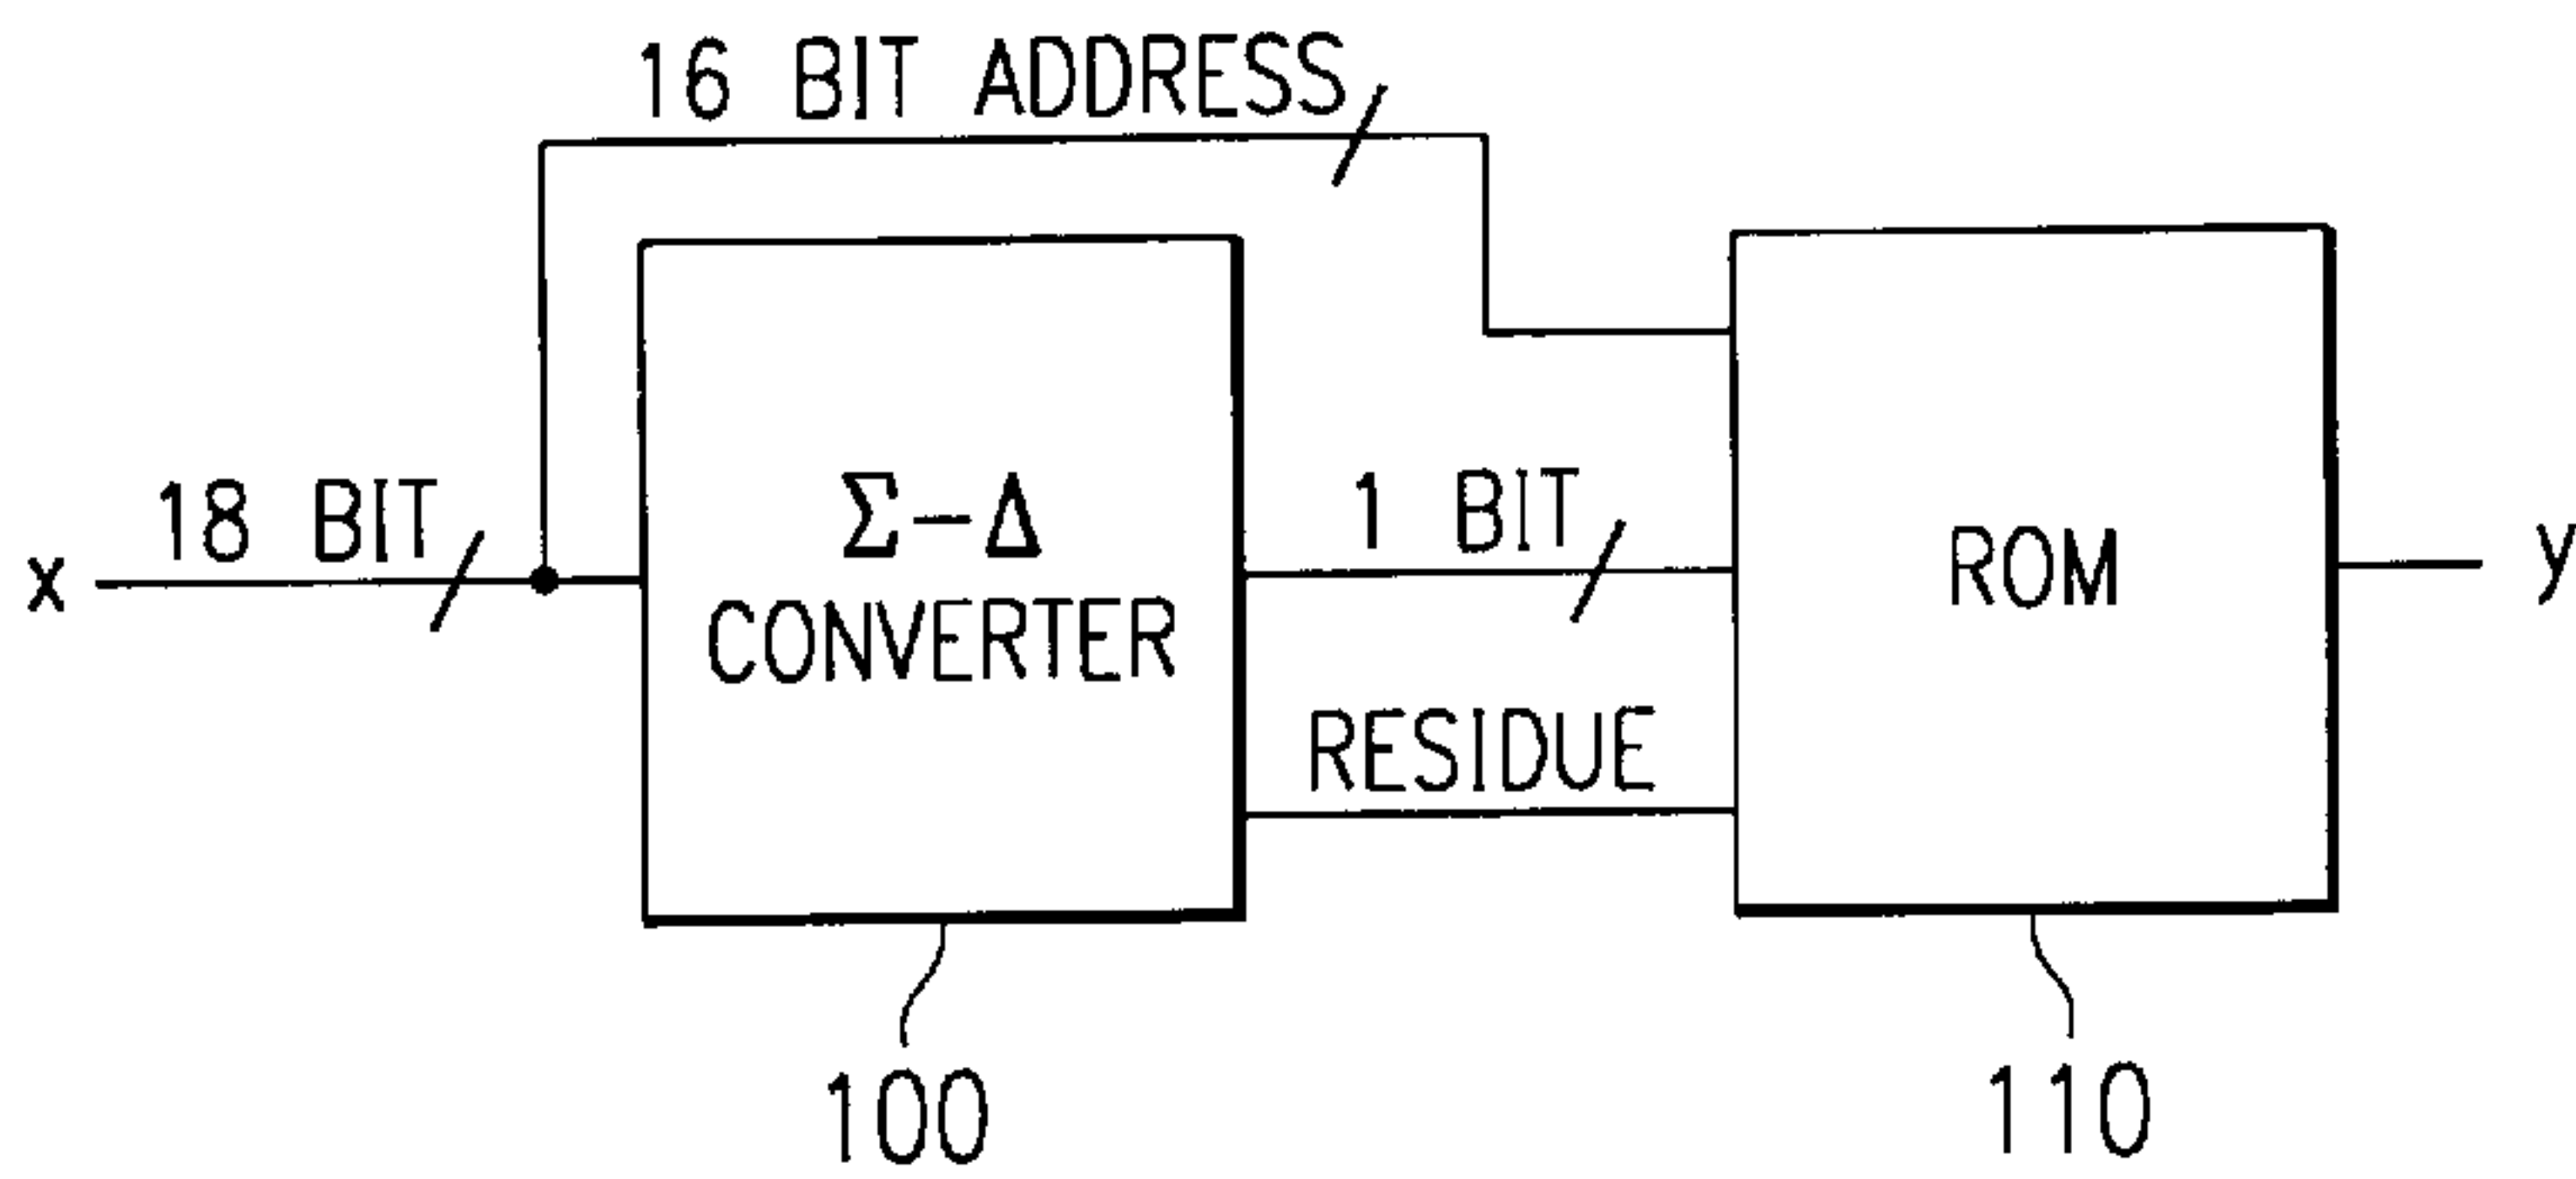 16 BIT ADDRESS
x
18 BIT
Σ-Δ
CONVERTER
1 BIT
RESIDUE
ROM
y
100
110